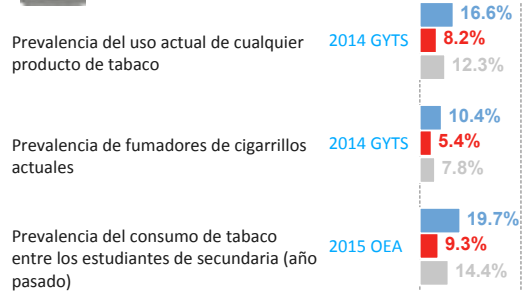 16.6%
Prevalencia del uso actual de cualquier 2014 GYTS 8.2%
producto de tabaco 12.3%
10.4%
Prevalencia de fumadores de cigarrillos 2014 GYTS 5.4%
actuales 7.8%
19.7%
Prevalencia del consumo de tabaco
entre los estudiantes de secundaria (año 2015 OEA 9.3%
pasado) 14.4%